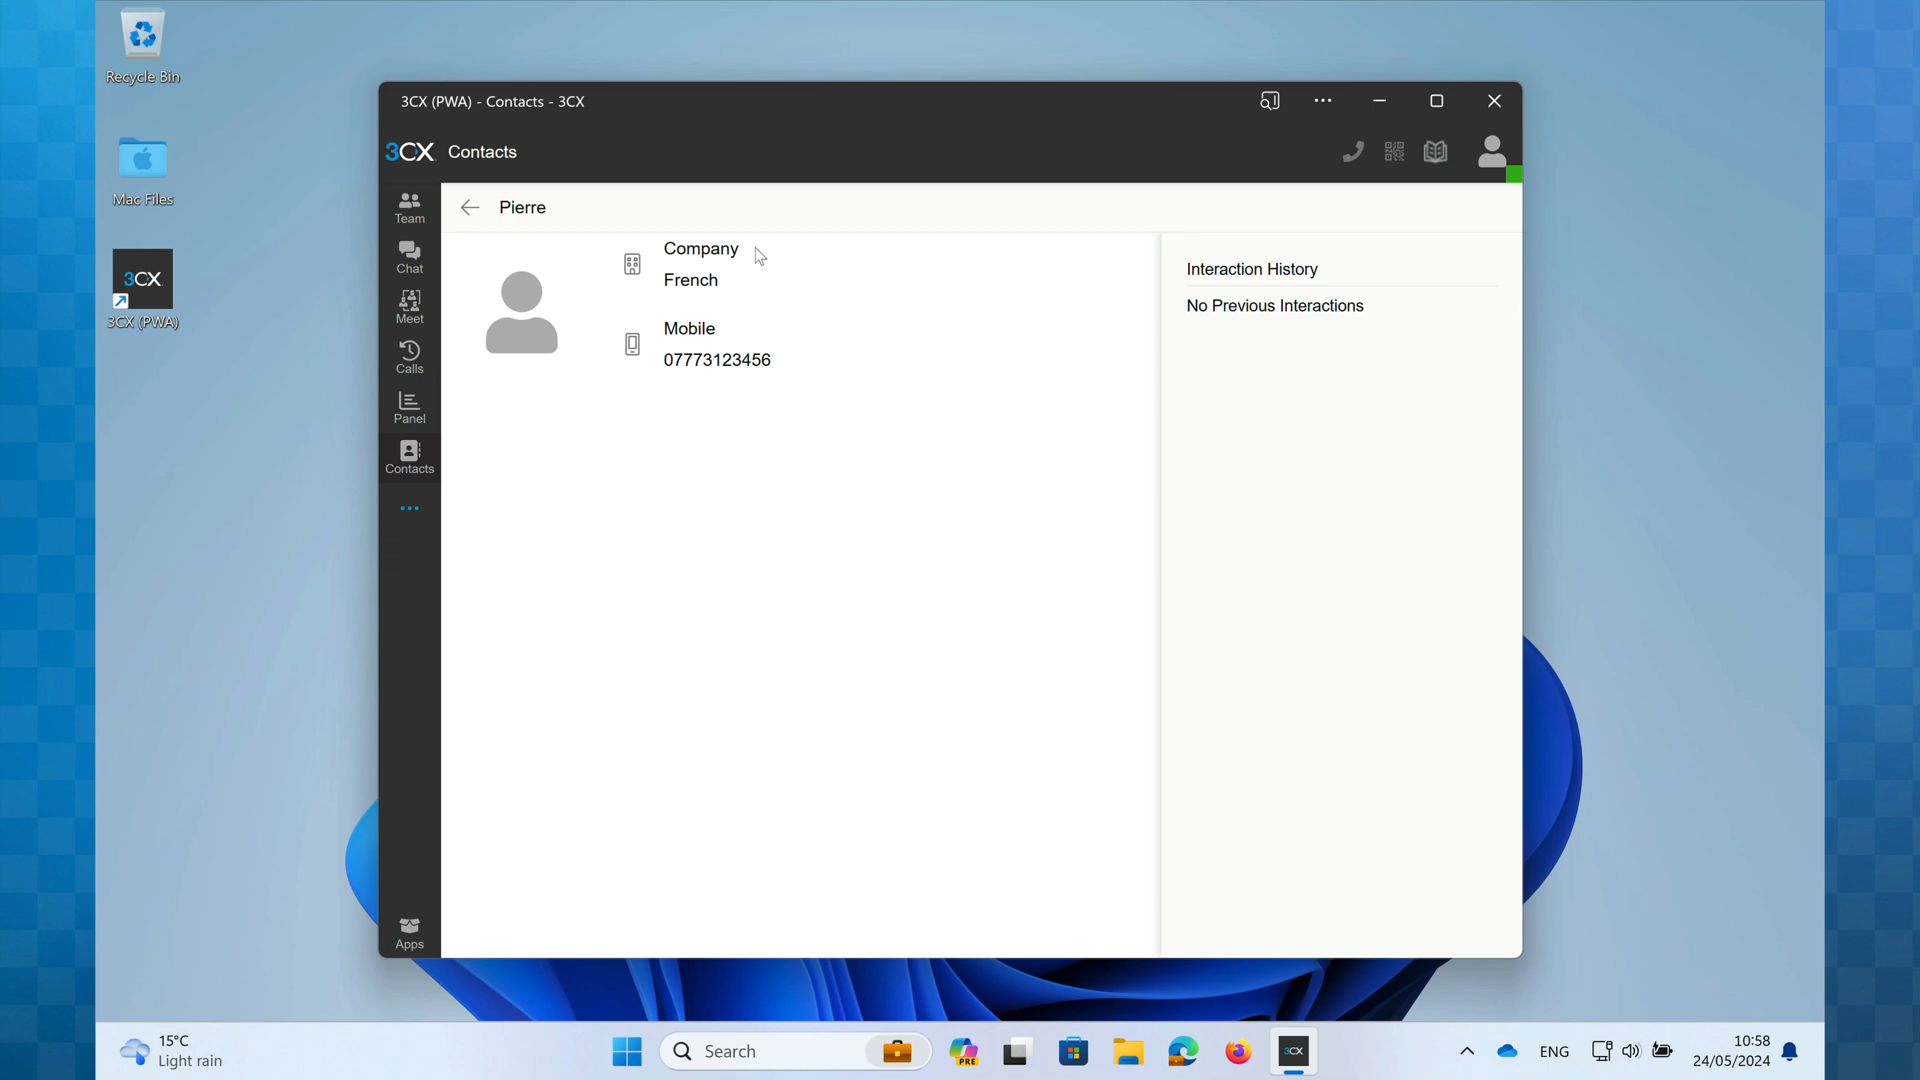 Recycle Bin
Mac Files
3CX
3CX (PWA)
3CX (PWA) - Contacts - 3CX
3CX Contacts
Team
Chat
Meet
Calls
Panel
Contacts
Apps
Pierre
Company
French
Mobile
07773123456
Interaction History
No Previous Interactions
15°C
Light rain
Search
PRE
3CX
ENG
10:58
24/05/2024